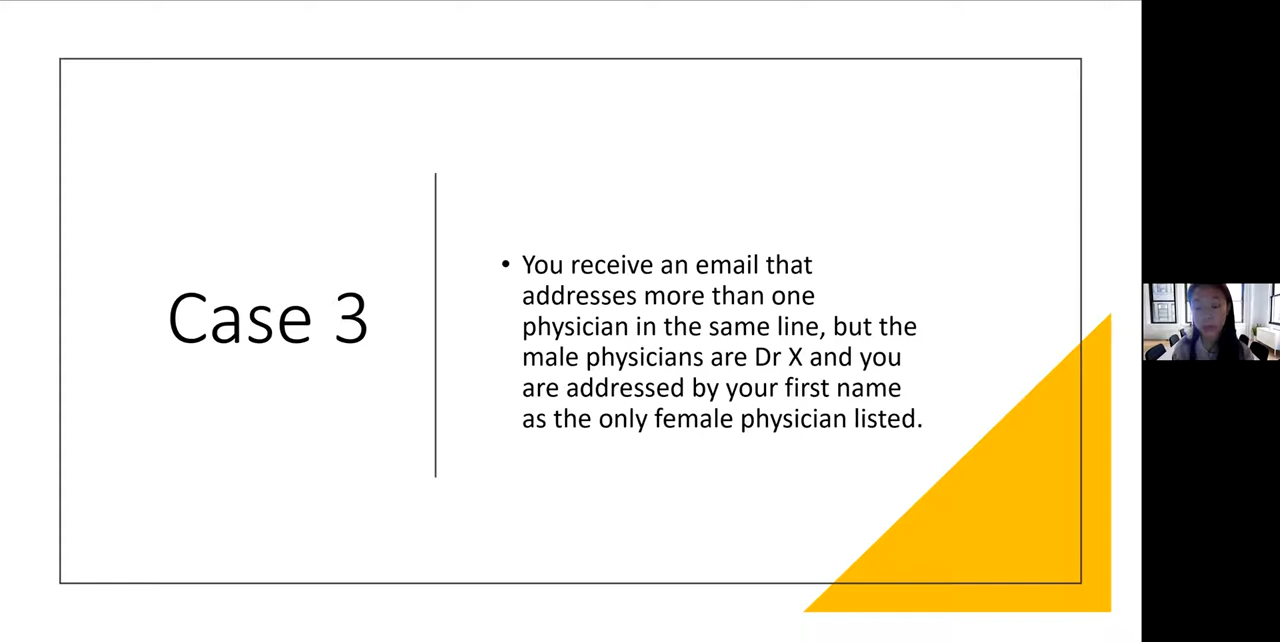 Case 3
• You receive an email that
addresses more than one
physician in the same line, but the
male physicians are Dr X and you
are addressed by your first name
as the only female physician listed.